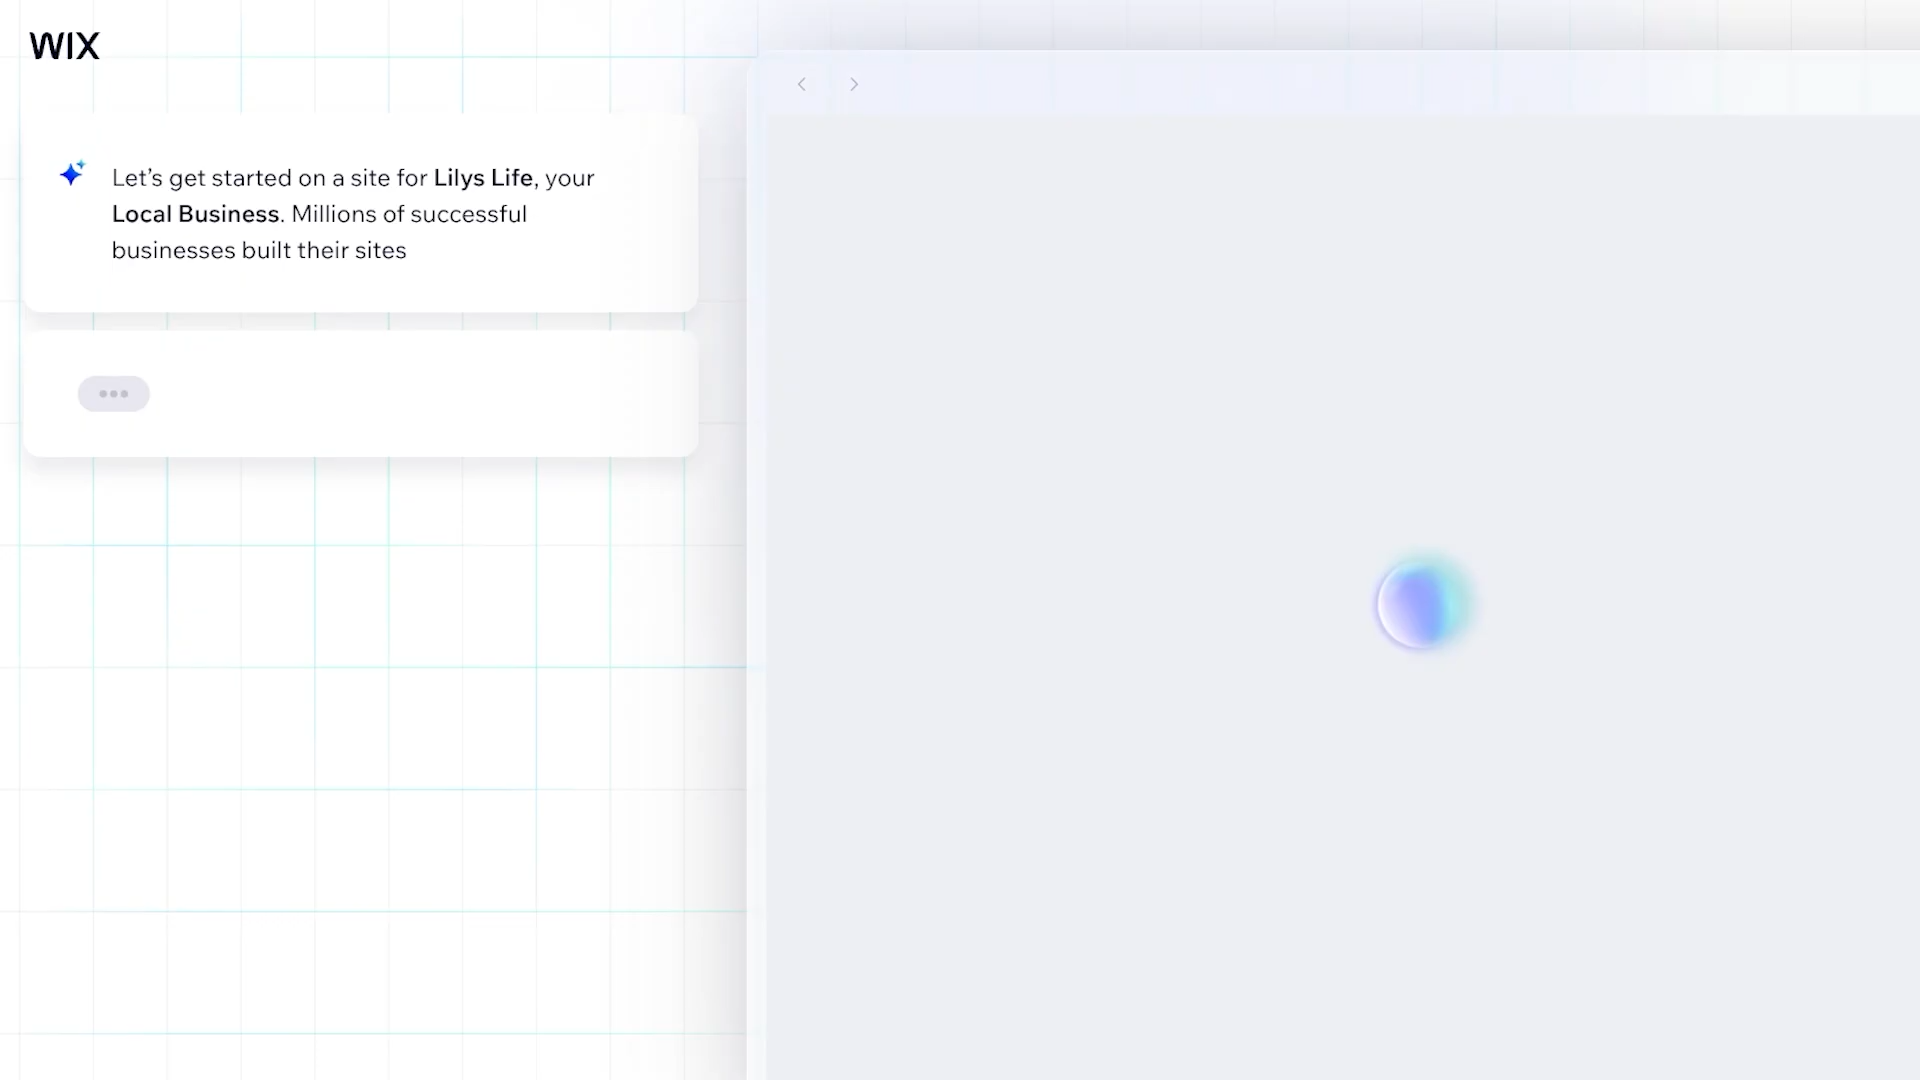 WIX
Let’s get started on a site for Lilys Life, your
Local Business. Millions of successful
businesses built their sites